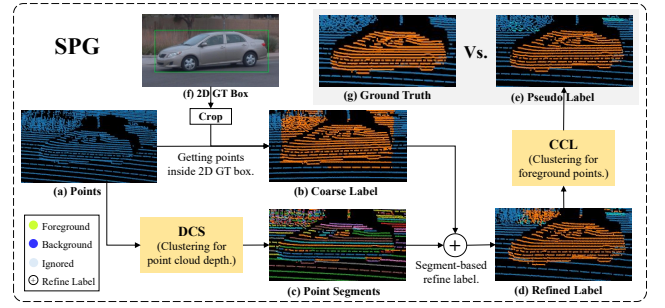 SPG
(f) 2D GT Box
Crop
Vs.
(g) Ground Truth
(e) Pseudo Label
Getting points
inside 2D GT box.
(a) Points
(b) Coarse Label
CCL
(Clustering for
foreground points.)
Foreground
Background
Ignored
Refine Label
DCS
(Clustering for
point cloud depth.)
(c) Point Segments
Segment-based
refine label.
(d) Refined Label